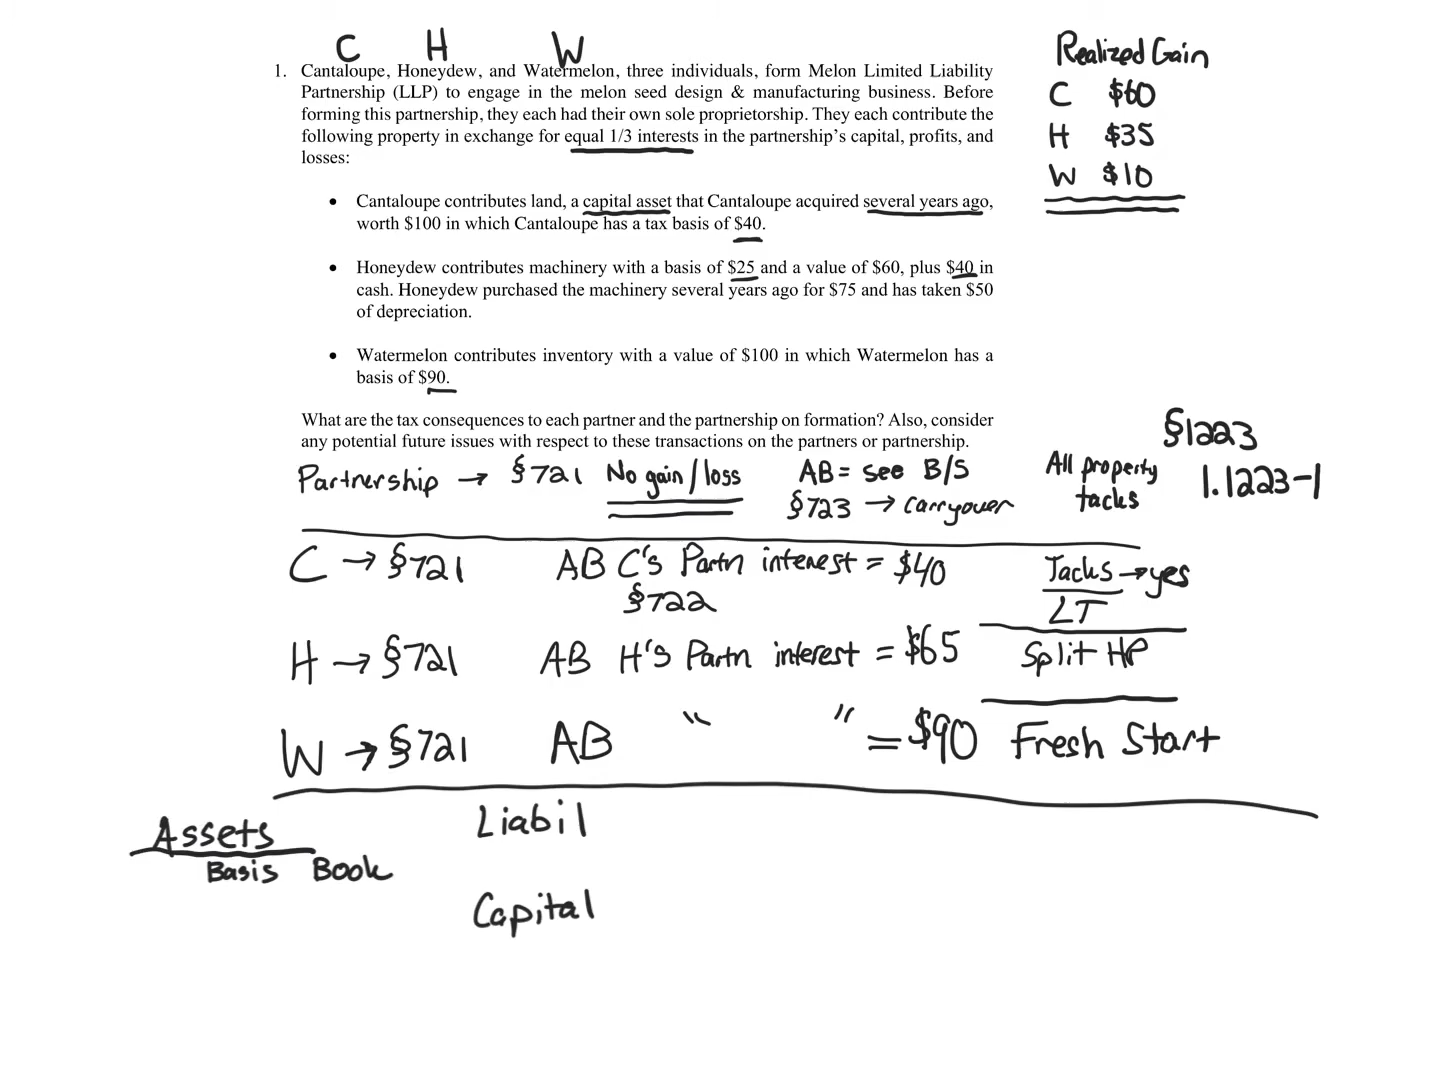 C H W
1. Cantaloupe, Honeydew, and Watermelon, three individuals, form Melon Limited Liability
Partnership (LLP) to engage in the melon seed design & manufacturing business. Before
forming this partnership, they each had their own sole proprietorship. They each contribute the
following property in exchange for equal 1/3 interests in the partnership's capital, profits, and
losses:
Realized Gain
C $60
H $35
W $10
• Cantaloupe contributes land, a capital asset that Cantaloupe acquired several years ago,
worth $100 in which Cantaloupe has a tax basis of $40.
• Honeydew contributes machinery with a basis of $25 and a value of $60, plus $40 in
cash. Honeydew purchased the machinery several years ago for $75 and has taken $50
of depreciation.
• Watermelon contributes inventory with a value of $100 in which Watermelon has a
basis of $90.
What are the tax consequences to each partner and the partnership on formation? Also, consider
any potential future issues with respect to these transactions on the partners or partnership.
Partnership → §721 No gain/loss
AB = see B/S
§723 → carryover
All property
tacks
§1223
1.1223-1
C → §721 AB C's Partn interest = $40 Tacks → yes
§722 LT
H → §721 AB H's Partn interest = $65 Split HP
W → §721 AB " " = $90 Fresh Start
Assets Liabil
Basis Book
Capital